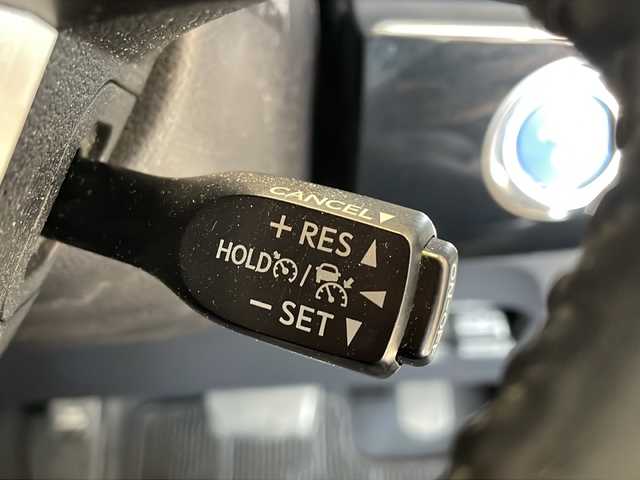 CANCEL▼
+ RES ▲
HOLD /
− SET ▼